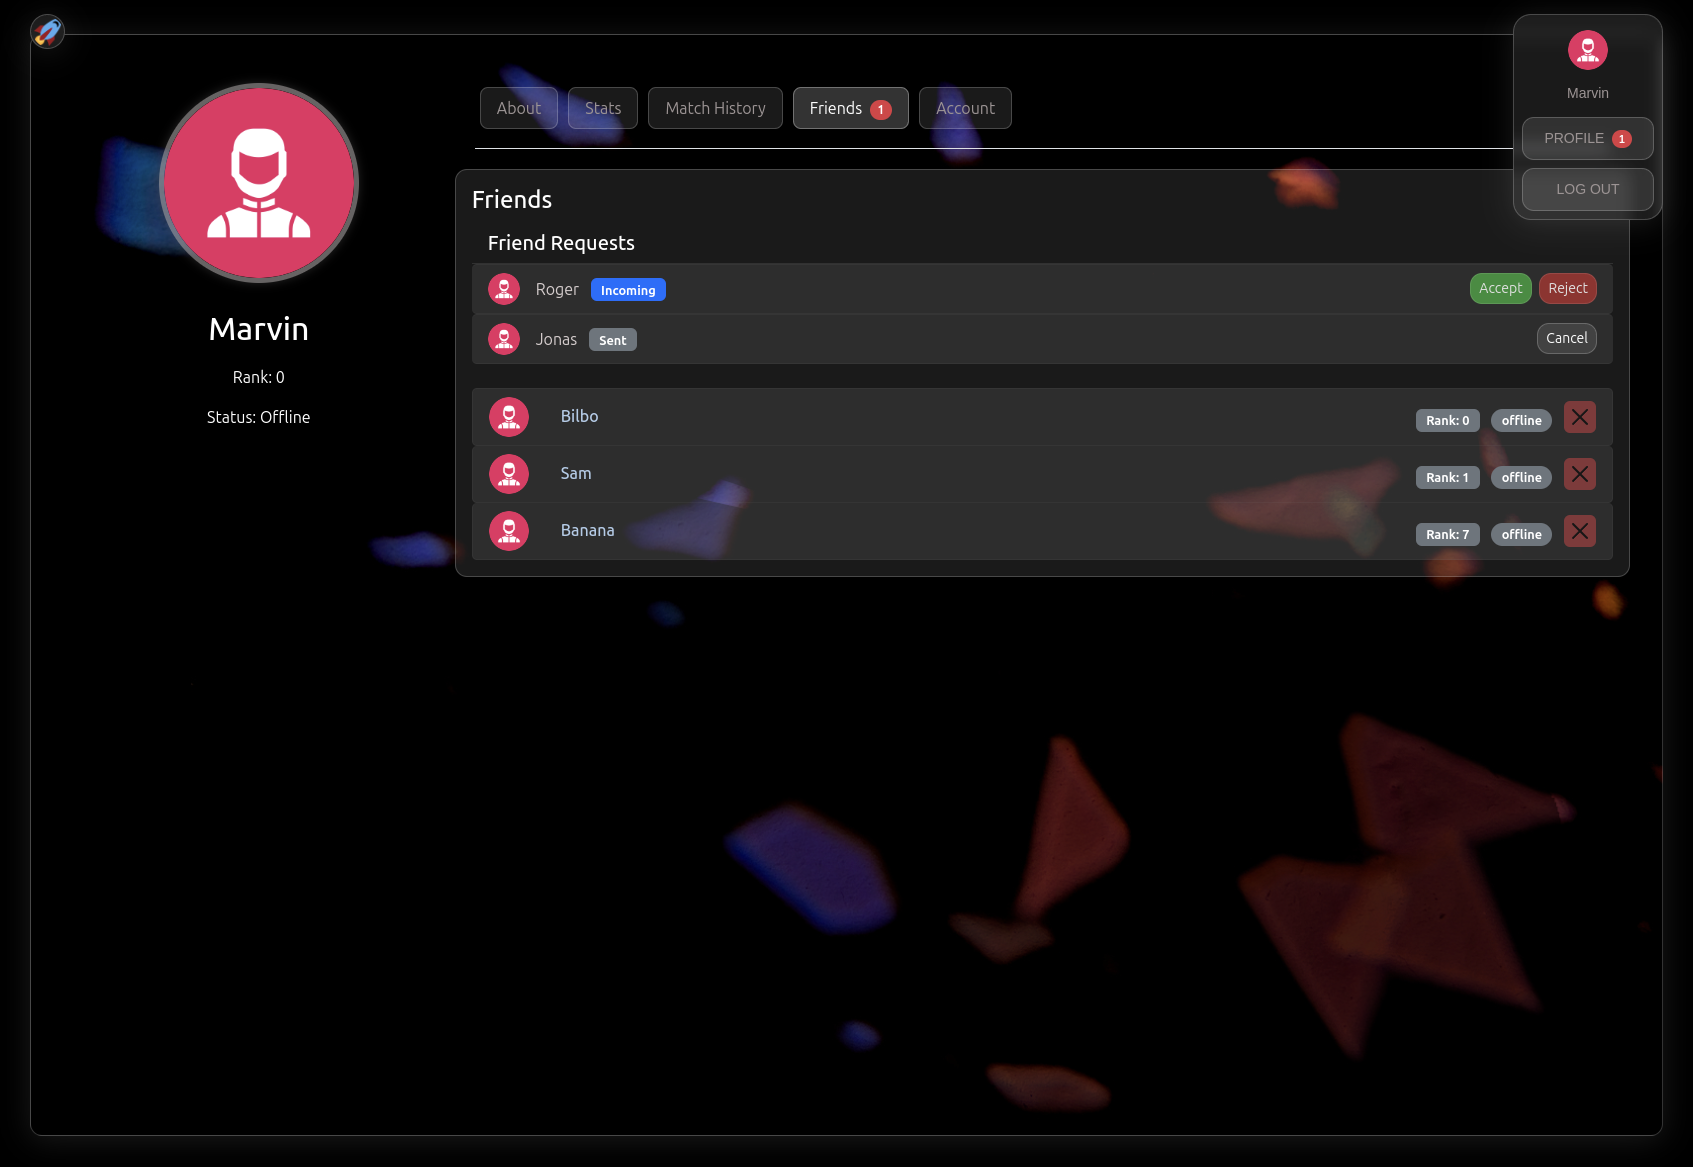 About
Stats
Match History
Friends 1
Account
Marvin
PROFILE 1
LOG OUT
Marvin
Rank: 0
Status: Offline
Friends
Friend Requests
Roger Incoming Accept Reject
Jonas Sent Cancel
Bilbo Rank: 0 offline
Sam Rank: 1 offline
Banana Rank: 7 offline